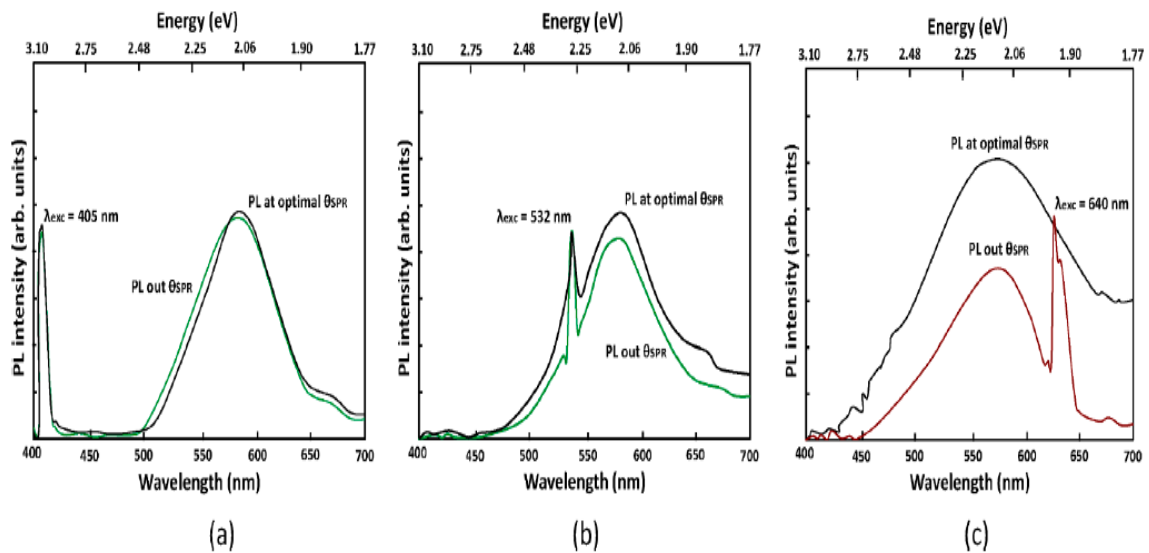 Energy (eV)
3.10 2.75 2.48 2.25 2.06 1.90 1.77
PL intensity (arb. units)
λexc = 405 nm
PL at optimal θSPR
PL out θSPR
400 450 500 550 600 650 700
Wavelength (nm)
(a)
Energy (eV)
3.10 2.75 2.48 2.25 2.06 1.90 1.77
PL intensity (arb. units)
PL at optimal θSPR
λexc = 532 nm
PL out θSPR
400 450 500 550 600 650 700
Wavelength (nm)
(b)
Energy (eV)
3.10 2.75 2.48 2.25 2.06 1.90 1.77
PL intensity (arb. units)
PL at optimal θSPR
λexc = 640 nm
PL out θSPR
400 450 500 550 600 650 700
Wavelength (nm)
(c)